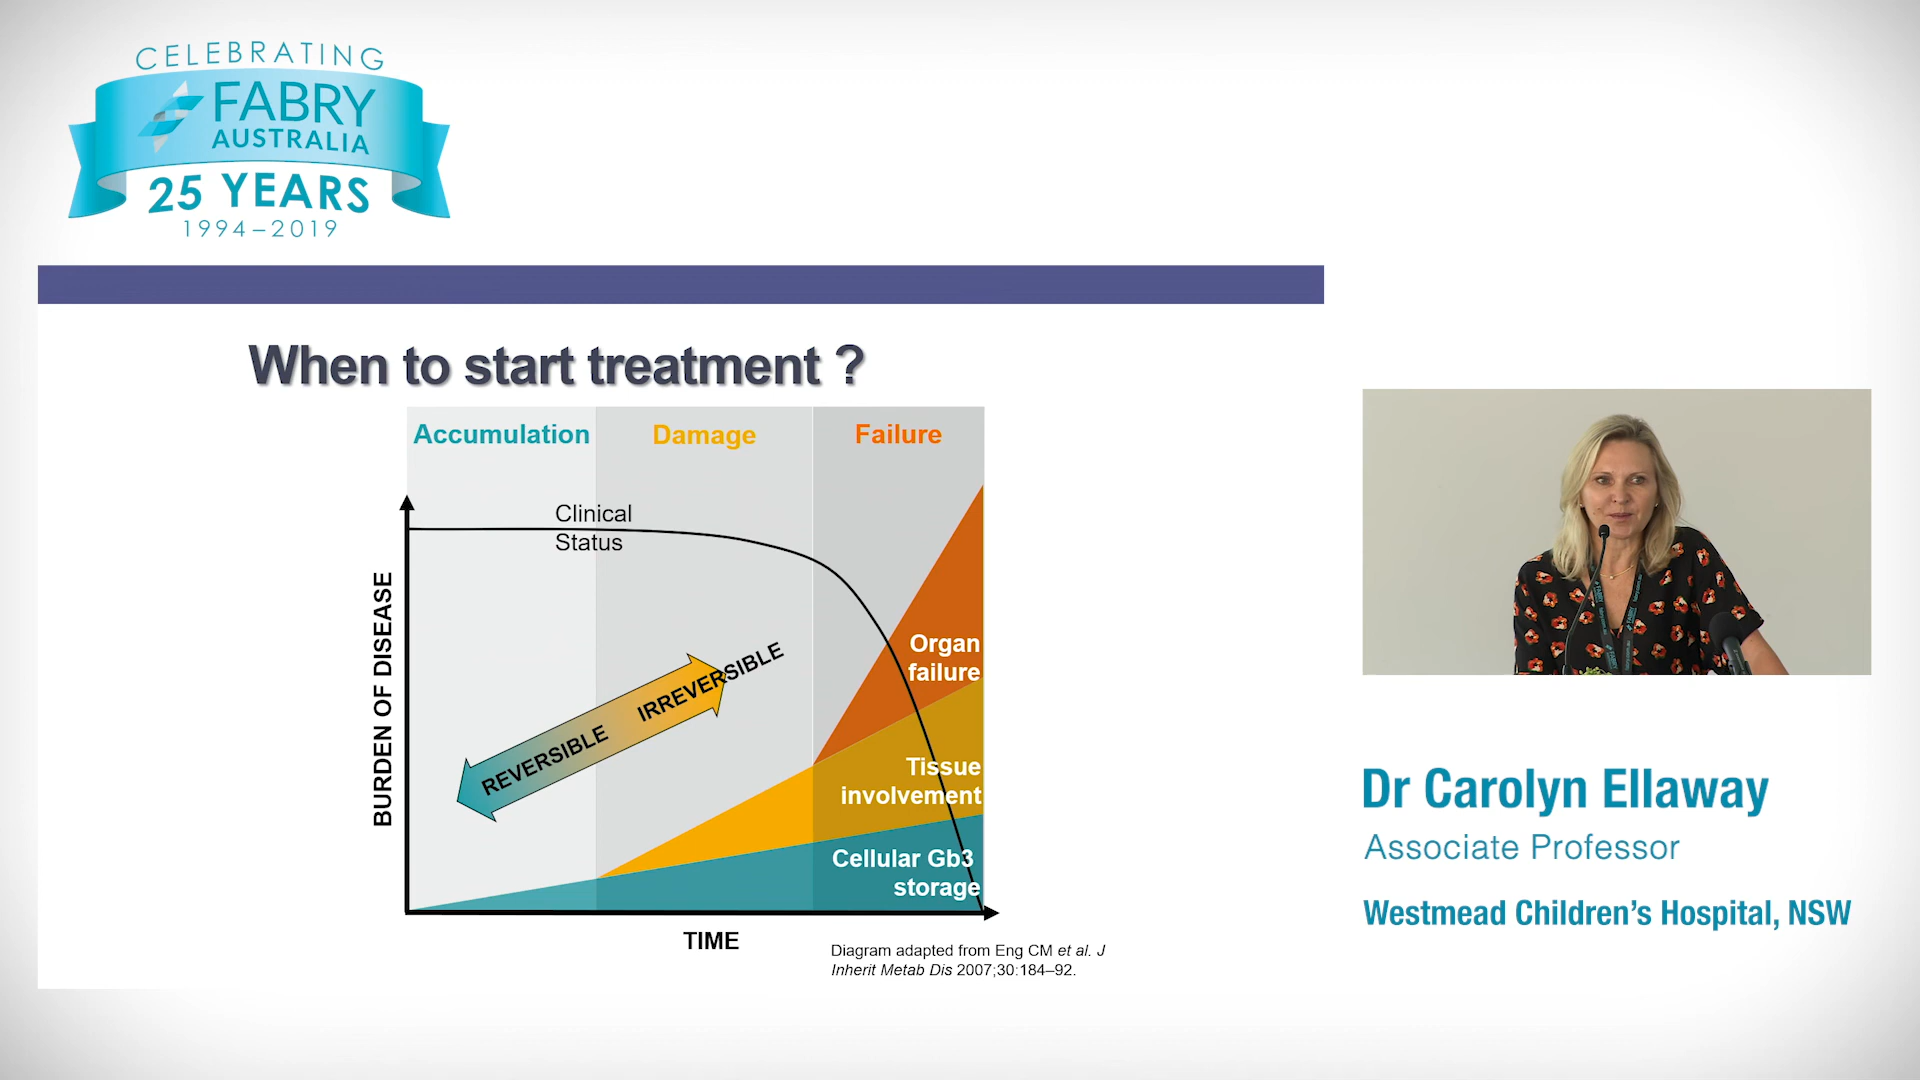 CELEBRATING
FABRY
AUSTRALIA
25 YEARS
1994–2019
When to start treatment ?
Accumulation
Damage
Failure
Clinical
Status
BURDEN OF DISEASE
REVERSIBLE
IRREVERSIBLE
Organ
failure
Tissue
involvement
Cellular Gb3
storage
TIME
Diagram adapted from Eng CM et al. J
Inherit Metab Dis 2007;30:184–92.
FABRY
Dr Carolyn Ellaway
Associate Professor
Westmead Children’s Hospital, NSW